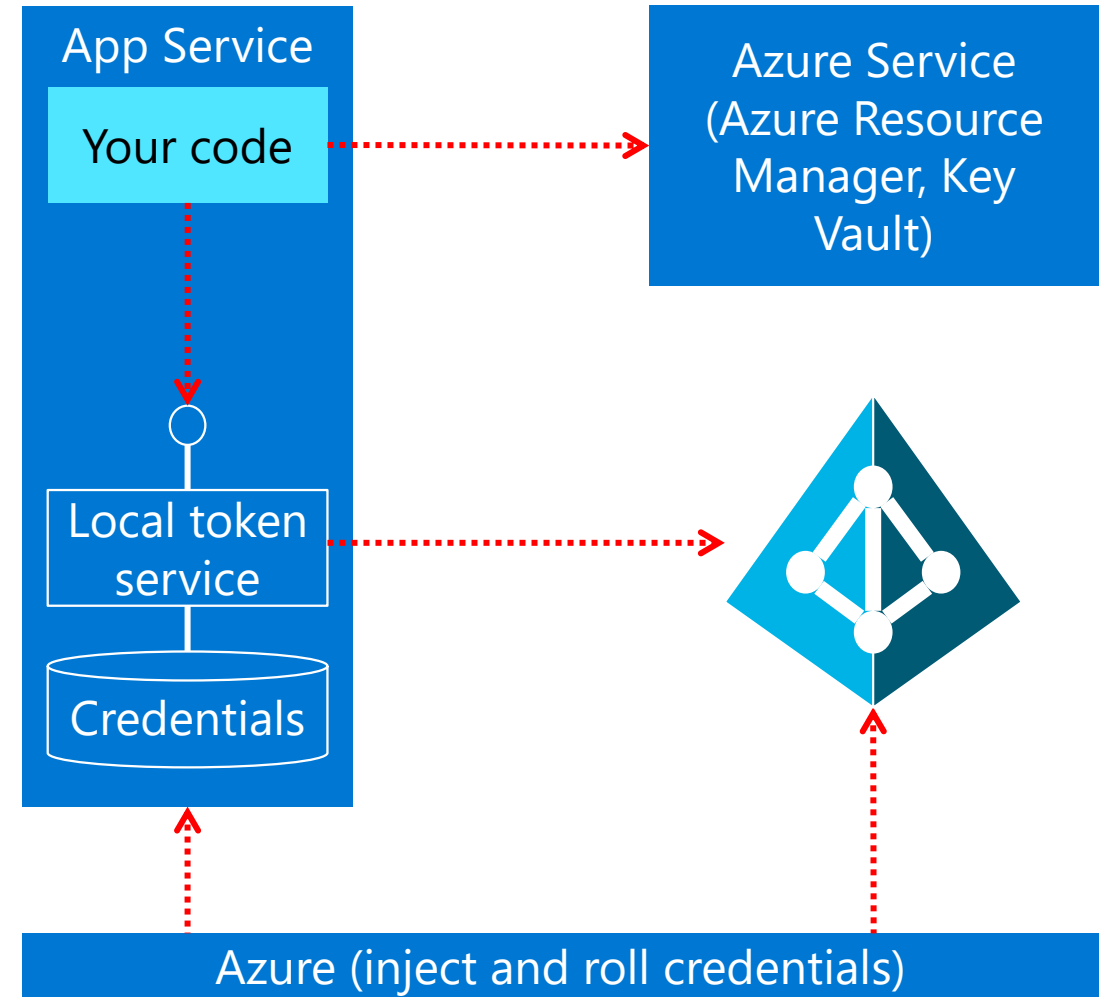 App Service
Your code
Azure Service
(Azure Resource
Manager, Key
Vault)
Local token
service
Credentials
Azure (inject and roll credentials)